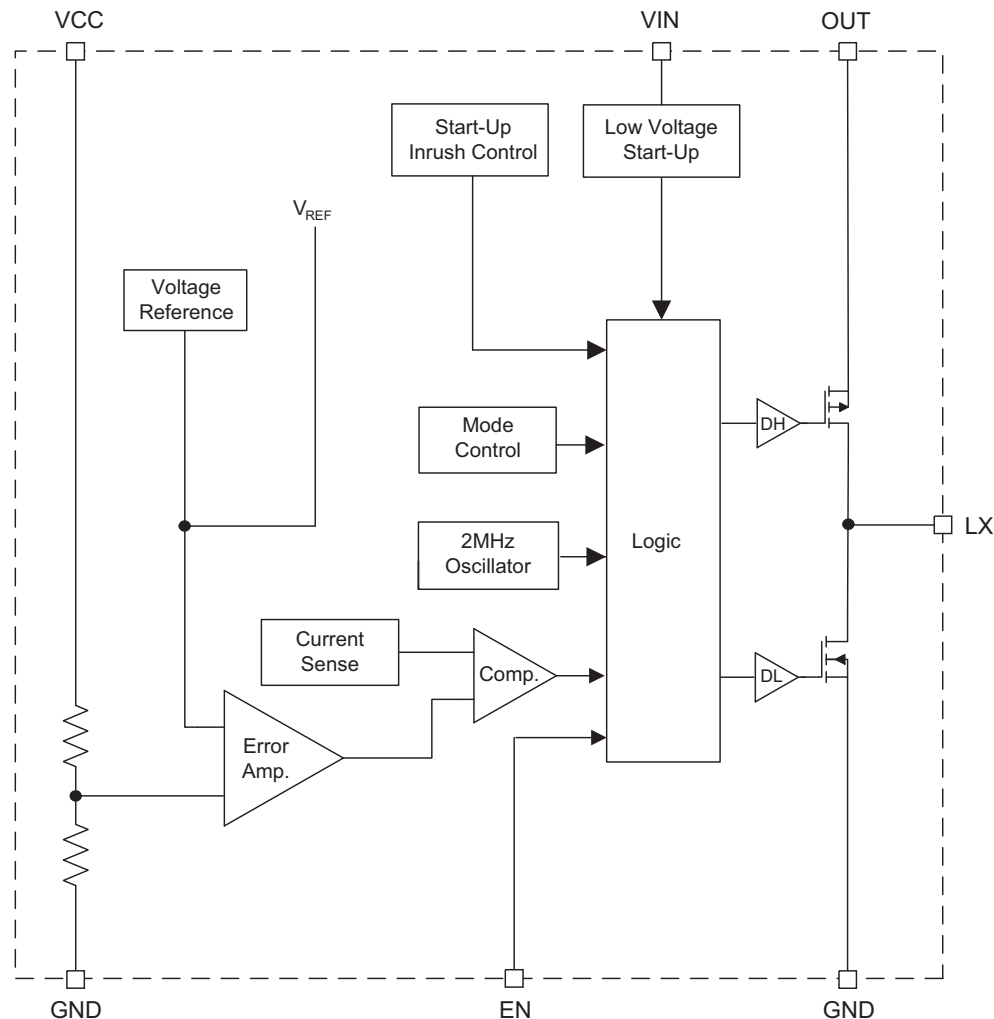 VCC
VIN
OUT
Start-Up
Inrush Control
Low Voltage
Start-Up
VREF
Voltage
Reference
Mode
Control
DH
2MHz
Oscillator
Logic
LX
Current
Sense
Comp.
DL
Error
Amp.
GND
EN
GND